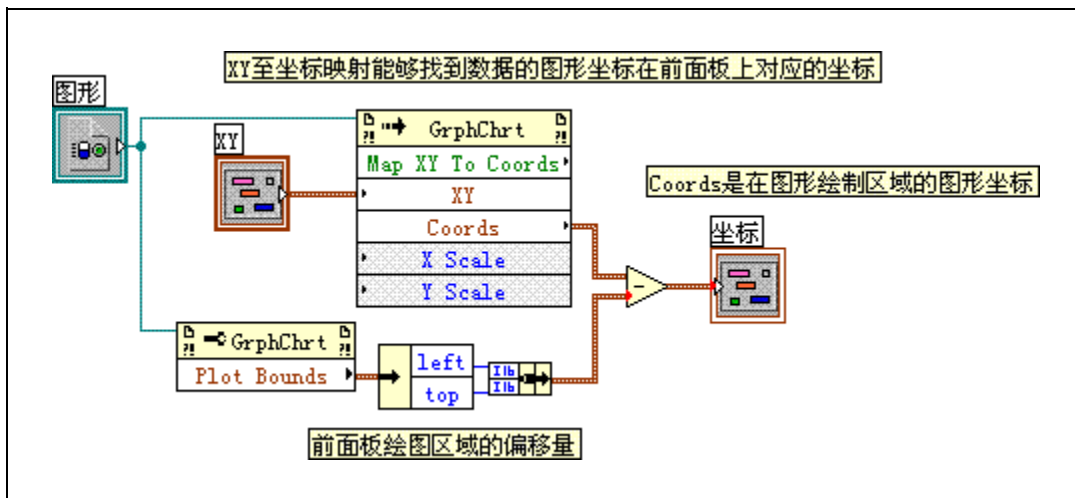 XY至坐标映射能够找到数据的图形坐标在前面板上对应的坐标
图形
XY
GrphChrt
Map XY To Coords
XY
Coords
X Scale
Y Scale
Coords是在图形绘制区域的图形坐标
坐标
GrphChrt
Plot Bounds
left
top
I16
I16
前面板绘图区域的偏移量